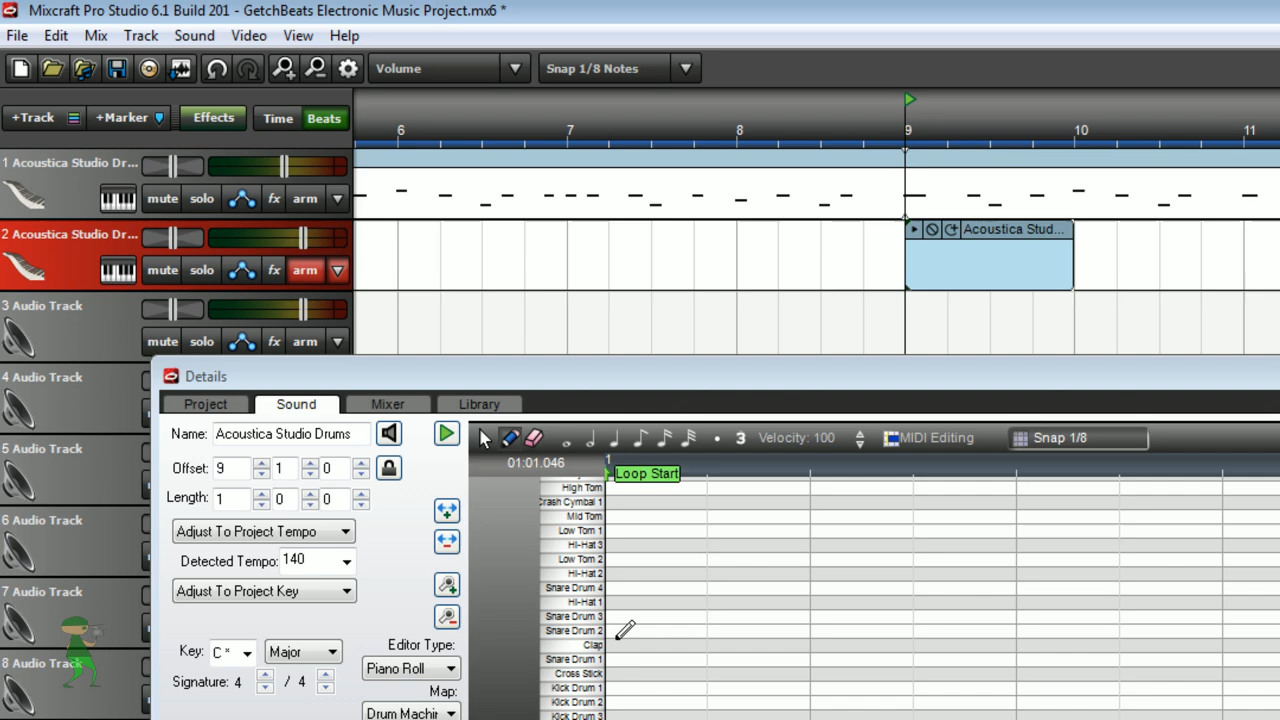 Mixcraft Pro Studio 6.1 Build 201 - GetchBeats Electronic Music Project.mx6 *
File Edit Mix Track Sound Video View Help
Volume Snap 1/8 Notes
+Track +Marker Effects Time Beats
6 7 8 9 10 11
1 Acoustica Studio Dr...
mute solo fx arm
2 Acoustica Studio Dr...
Acoustica Stud...
mute solo fx arm
3 Audio Track
mute solo fx arm
4 Audio Track
Details
5 Audio Track
6 Audio Track
7 Audio Track
8 Audio Track
Project Sound Mixer Library
Name: Acoustica Studio Drums
Offset: 9 1 0
Length: 1 0 0
Adjust To Project Tempo
Detected Tempo: 140
Adjust To Project Key
Key: C * Major
Signature: 4 / 4
Editor Type:
Piano Roll
Map:
Drum Machin
3 Velocity: 100 MIDI Editing Snap 1/8
01:01.046 1
Loop Start
High Tom
Crash Cymbal 1
Mid Tom
Low Tom 1
Hi-Hat 3
Low Tom 2
Hi-Hat 2
Snare Drum 4
Hi-Hat 1
Snare Drum 3
Snare Drum 2
Clap
Snare Drum 1
Cross Stick
Kick Drum 1
Kick Drum 2
Kick Drum 3